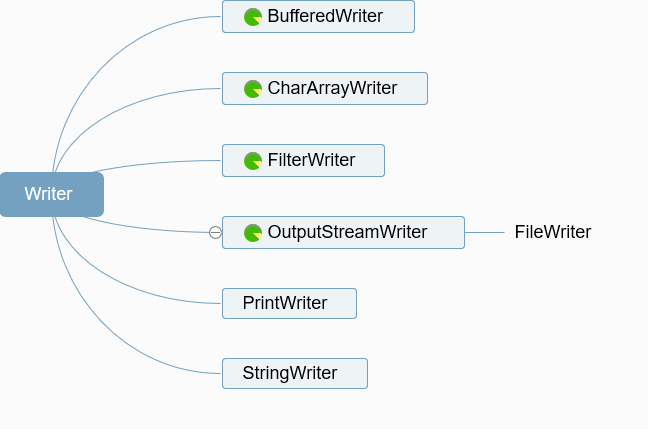 BufferedWriter
CharArrayWriter
FilterWriter
Writer
OutputStreamWriter
FileWriter
PrintWriter
StringWriter